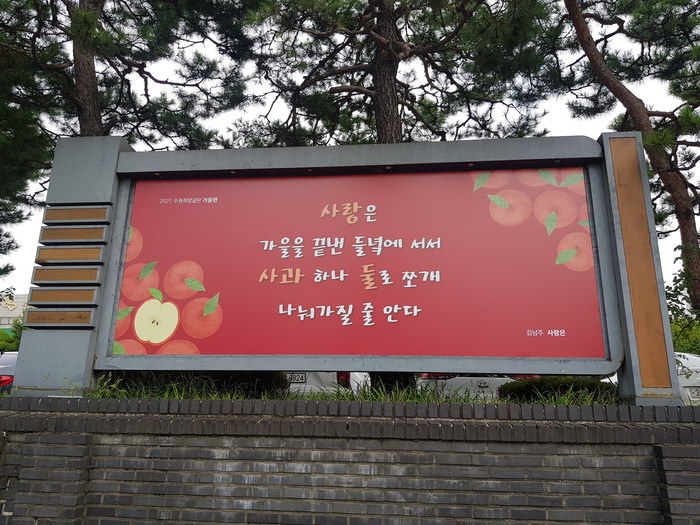 2021 수원희망글판 가을편
사랑은
가을을 끝낸 들녘에 서서
사과 하나 둘로 쪼개
나눠가질 줄 안다
김남주 사랑은